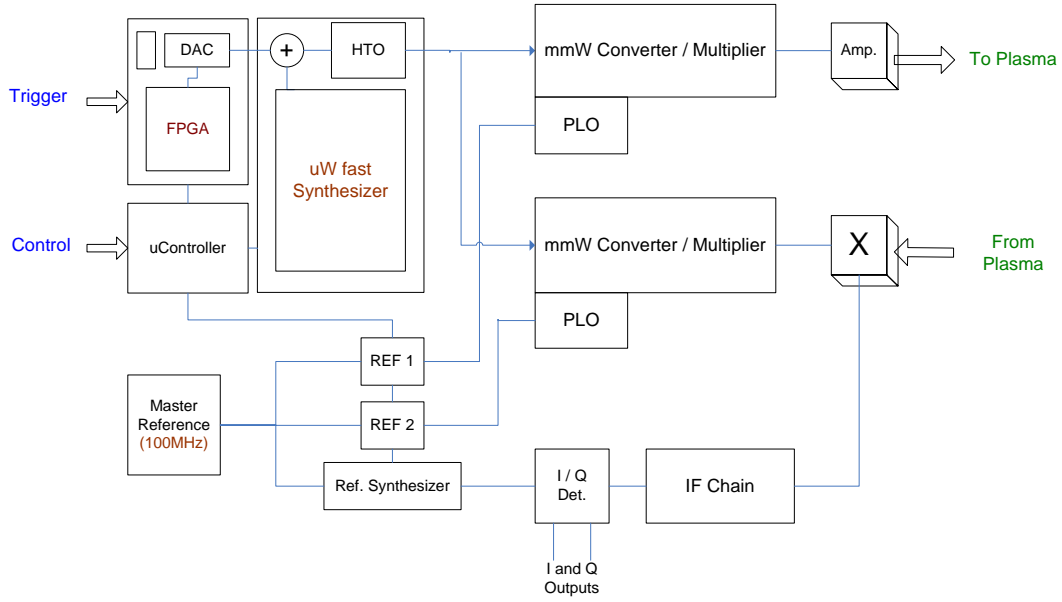 DAC
+
HTO
mmW Converter / Multiplier
Amp.
To Plasma
Trigger
FPGA
PLO
uW fast
Synthesizer
Control
uController
mmW Converter / Multiplier
X
From
Plasma
PLO
REF 1
Master
Reference
(100MHz)
REF 2
Ref. Synthesizer
I / Q
Det.
IF Chain
I and Q
Outputs